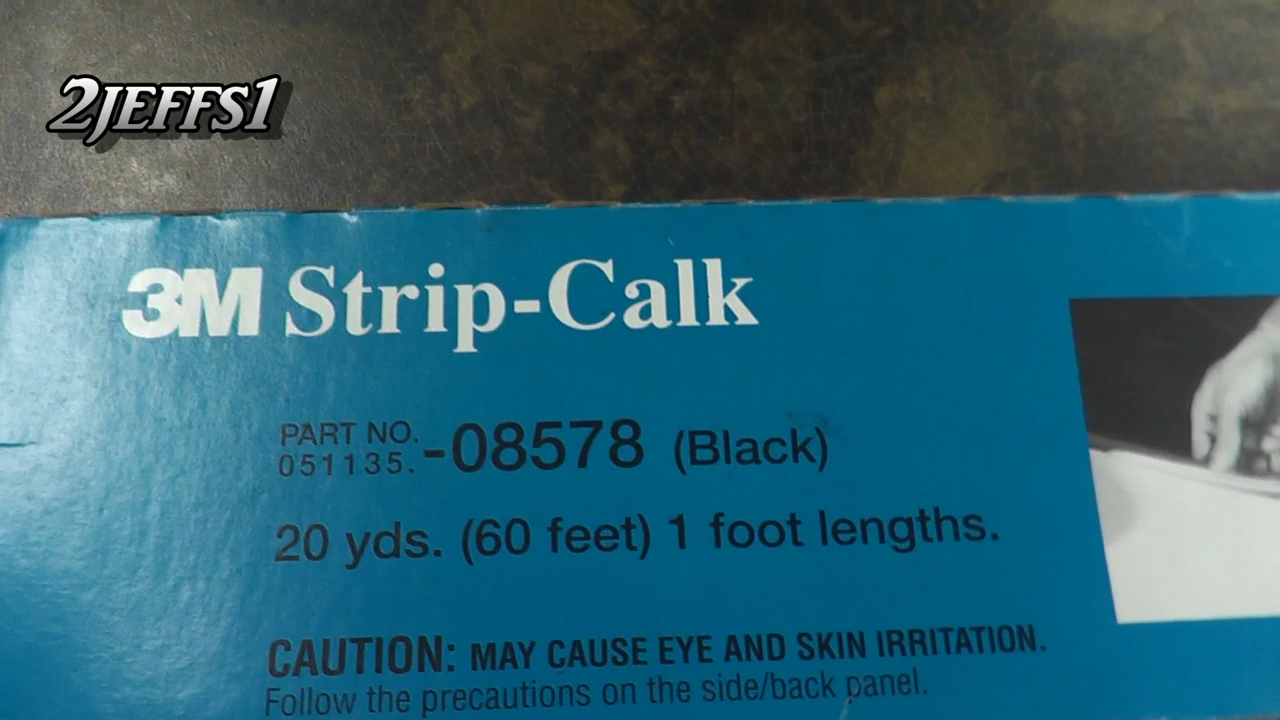 2JEFFS1
3M Strip-Calk
PART NO.
051135.-08578 (Black)
20 yds. (60 feet) 1 foot lengths.
CAUTION: MAY CAUSE EYE AND SKIN IRRITATION.
Follow the precautions on the side/back panel.